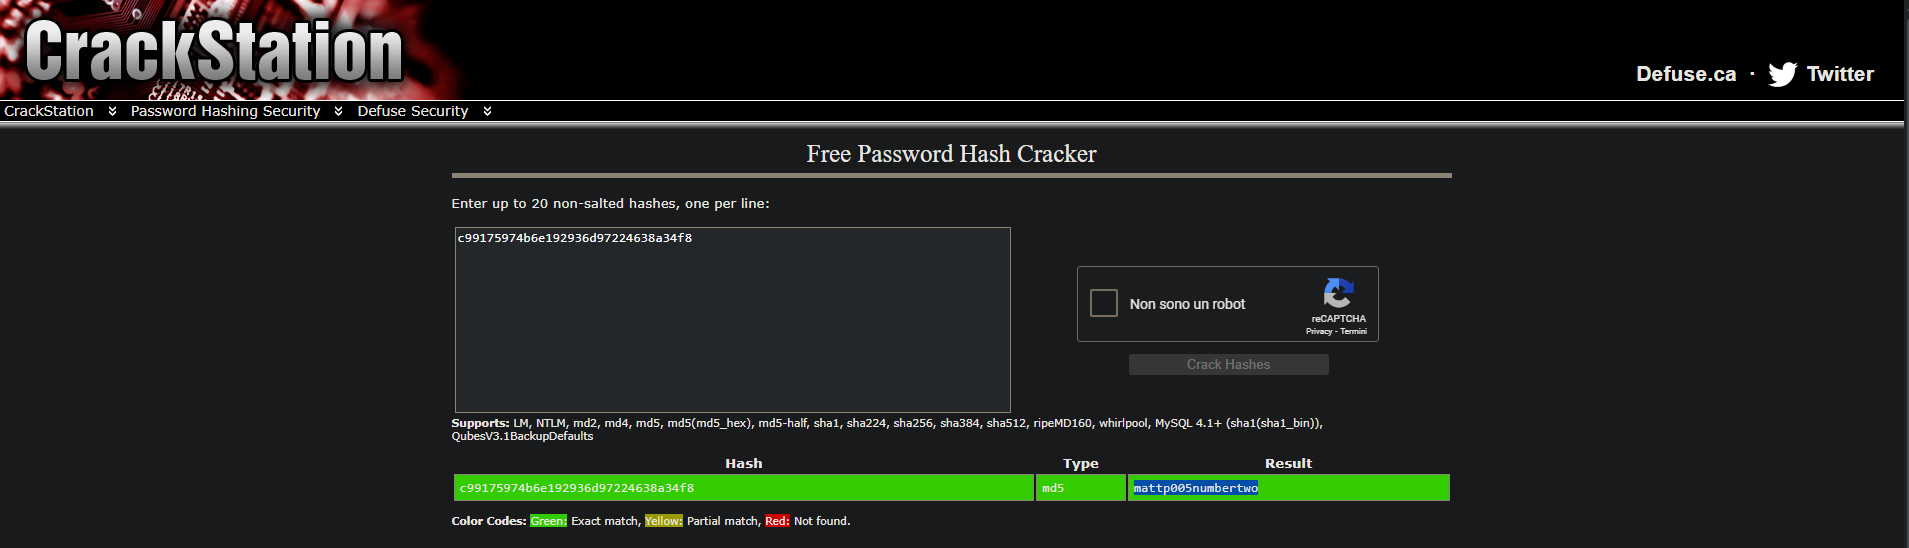 CrackStation
Defuse.ca · Twitter
CrackStation Password Hashing Security Defuse Security
Free Password Hash Cracker
Enter up to 20 non-salted hashes, one per line:
c99175974b6e192936d97224638a34f8
Non sono un robot
reCAPTCHA
Privacy - Termini
Crack Hashes
Supports: LM, NTLM, md2, md4, md5, md5(md5_hex), md5-half, sha1, sha224, sha256, sha384, sha512, ripeMD160, whirlpool, MySQL 4.1+ (sha1(sha1_bin)),
QubesV3.1BackupDefaults
Hash Type Result
c99175974b6e192936d97224638a34f8 md5 mattp005numbertwo
Color Codes: Green: Exact match, Yellow: Partial match, Red: Not found.